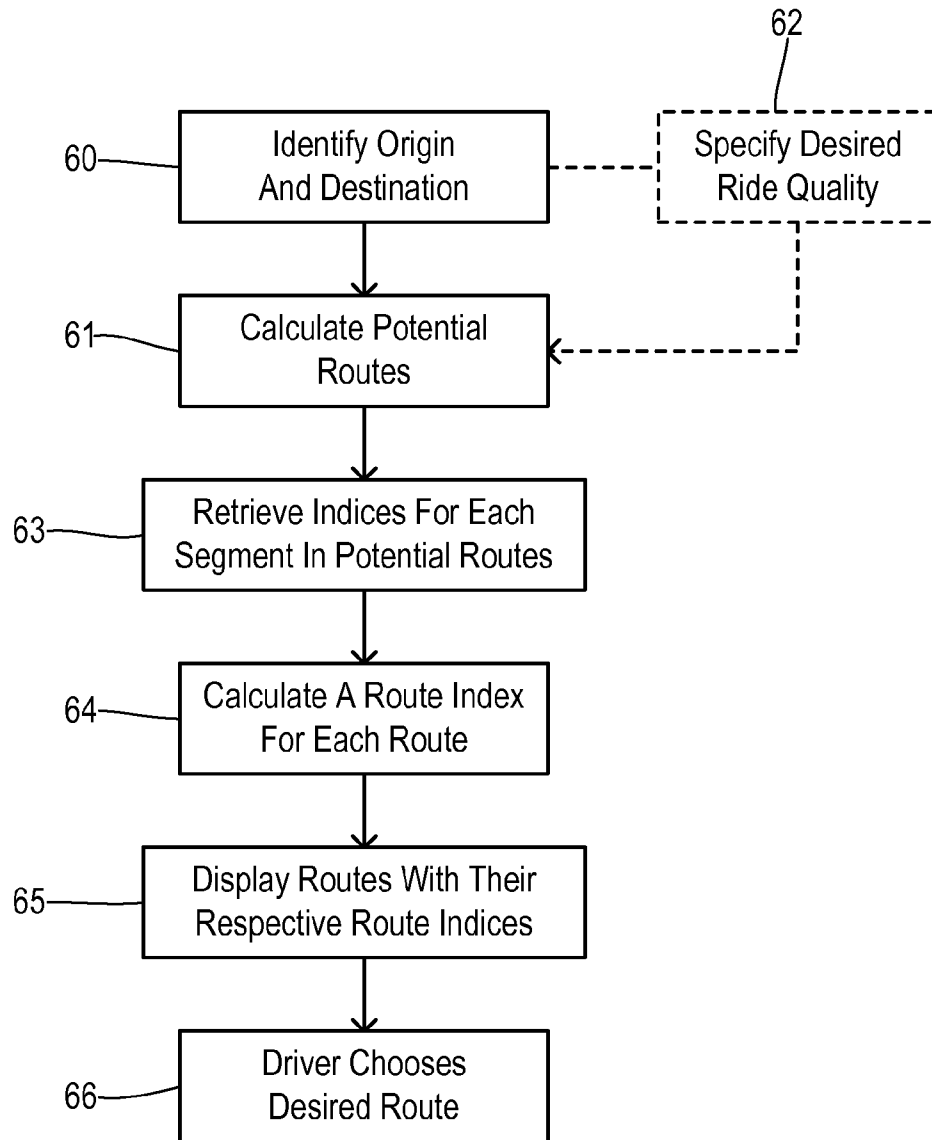 62
60
Identify Origin
And Destination
Specify Desired
Ride Quality
61
Calculate Potential
Routes
63
Retrieve Indices For Each
Segment In Potential Routes
64
Calculate A Route Index
For Each Route
65
Display Routes With Their
Respective Route Indices
66
Driver Chooses
Desired Route